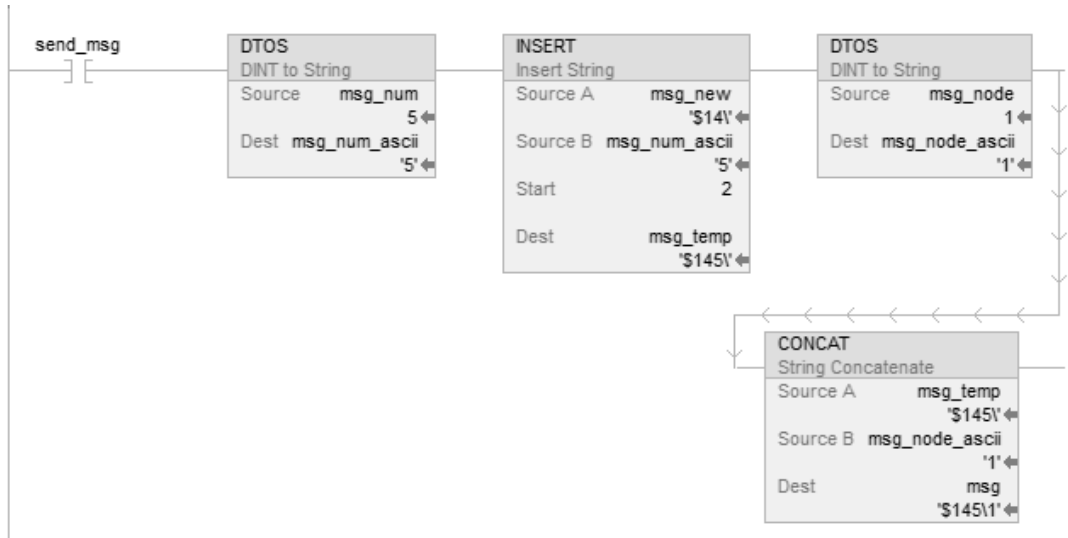 send_msg
DTOS
DINT to String
Source msg_num
5
Dest msg_num_ascii
'5'
INSERT
Insert String
Source A msg_new
'$14\'
Source B msg_num_ascii
'5'
Start 2
Dest msg_temp
'$145\'
DTOS
DINT to String
Source msg_node
1
Dest msg_node_ascii
'1'
CONCAT
String Concatenate
Source A msg_temp
'$145\'
Source B msg_node_ascii
'1'
Dest msg
'$145\1'